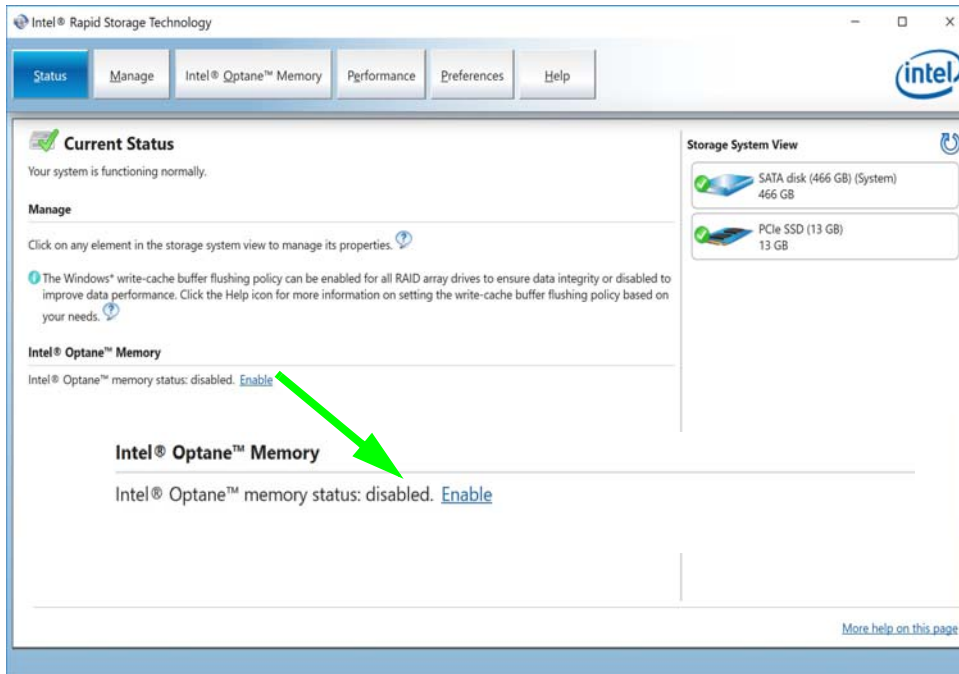 Intel® Rapid Storage Technology
Status Manage Intel® Optane™ Memory Performance Preferences Help
intel
Current Status
Your system is functioning normally.
Manage
Click on any element in the storage system view to manage its properties.
The Windows* write-cache buffer flushing policy can be enabled for all RAID array drives to ensure data integrity or disabled to
improve data performance. Click the Help icon for more information on setting the write-cache buffer flushing policy based on
your needs.
Intel® Optane™ Memory
Intel® Optane™ memory status: disabled. Enable
Intel® Optane™ Memory
Intel® Optane™ memory status: disabled. Enable
Storage System View
SATA disk (466 GB) (System)
466 GB
PCIe SSD (13 GB)
13 GB
More help on this page